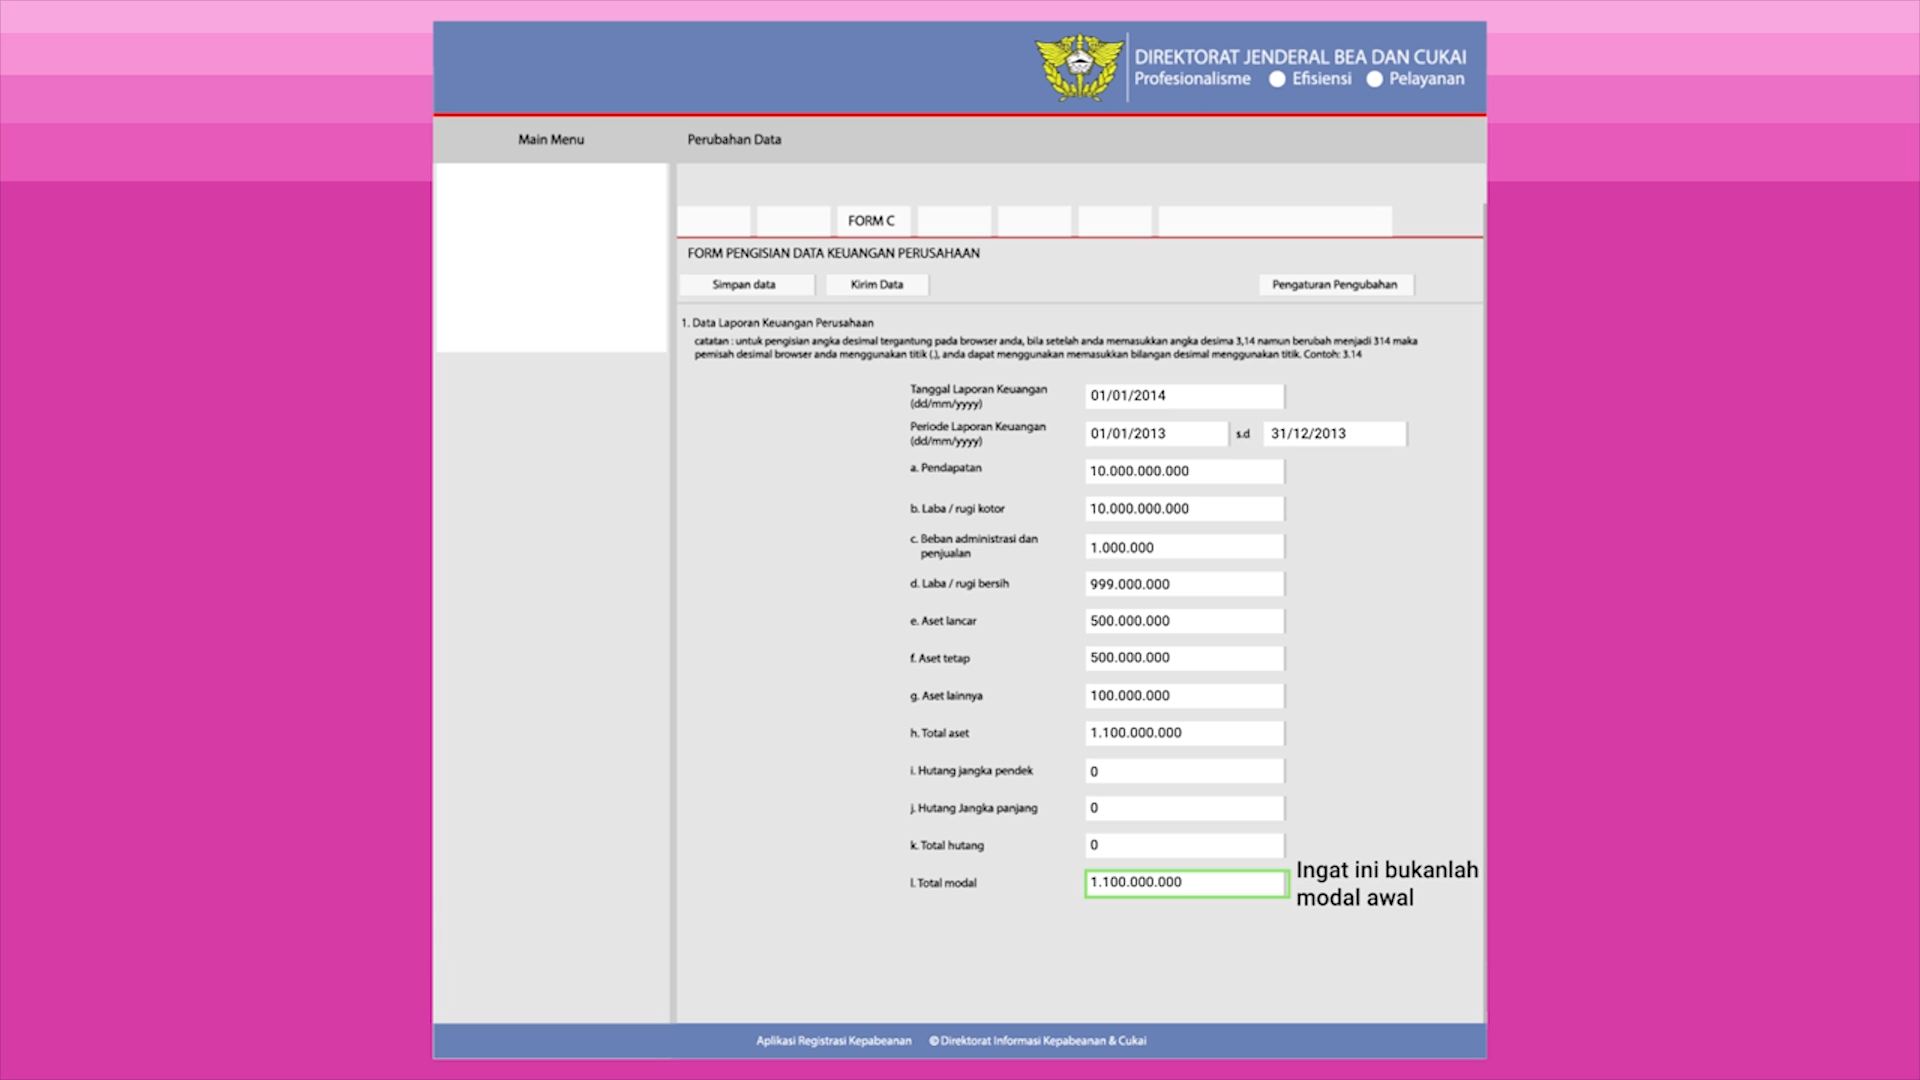 DIREKTORAT JENDERAL BEA DAN CUKAI
Profesionalisme Efisiensi Pelayanan
Main Menu
Perubahan Data
FORM C
FORM PENGISIAN DATA KEUANGAN PERUSAHAAN
Simpan data
Kirim Data
Pengaturan Pengubahan
1. Data Laporan Keuangan Perusahaan
catatan : untuk pengisian angka desimal tergantung pada browser anda, bila setelah anda memasukkan angka desima 3,14 namun berubah menjadi 314 maka
pemisah desimal browser anda menggunakan titik (.), anda dapat menggunakan memasukkan bilangan desimal menggunakan titik. Contoh: 3.14
Tanggal Laporan Keuangan
(dd/mm/yyyy)
01/01/2014
Periode Laporan Keuangan
(dd/mm/yyyy)
01/01/2013 s.d 31/12/2013
a. Pendapatan
10.000.000.000
b. Laba / rugi kotor
10.000.000.000
c. Beban administrasi dan
penjualan
1.000.000
d. Laba / rugi bersih
999.000.000
e. Aset lancar
500.000.000
f. Aset tetap
500.000.000
g. Aset lainnya
100.000.000
h. Total aset
1.100.000.000
i. Hutang jangka pendek
0
j. Hutang Jangka panjang
0
k. Total hutang
0
l. Total modal
1.100.000.000
Ingat ini bukanlah
modal awal
Aplikasi Registrasi Kepabeanan © Direktorat Informasi Kepabeanan & Cukai